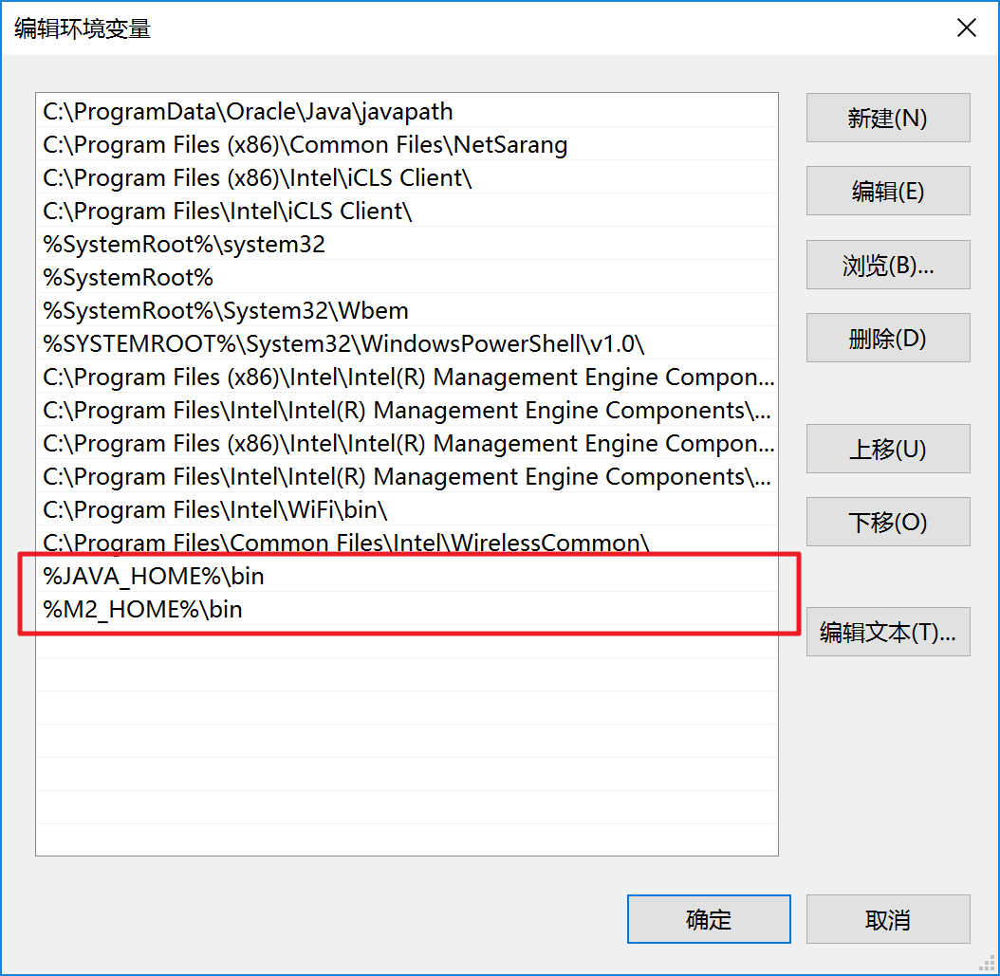 编辑环境变量
C:\ProgramData\Oracle\Java\javapath
C:\Program Files (x86)\Common Files\NetSarang
C:\Program Files (x86)\Intel\iCLS Client\
C:\Program Files\Intel\iCLS Client\
%SystemRoot%\system32
%SystemRoot%
%SystemRoot%\System32\Wbem
%SYSTEMROOT%\System32\WindowsPowerShell\v1.0\
C:\Program Files (x86)\Intel\Intel(R) Management Engine Compon...
C:\Program Files\Intel\Intel(R) Management Engine Components\...
C:\Program Files (x86)\Intel\Intel(R) Management Engine Compon...
C:\Program Files\Intel\Intel(R) Management Engine Components\...
C:\Program Files\Intel\WiFi\bin\
C:\Program Files\Common Files\Intel\WirelessCommon\
%JAVA_HOME%\bin
%M2_HOME%\bin
新建(N)
编辑(E)
浏览(B)...
删除(D)
上移(U)
下移(O)
编辑文本(T)...
确定
取消